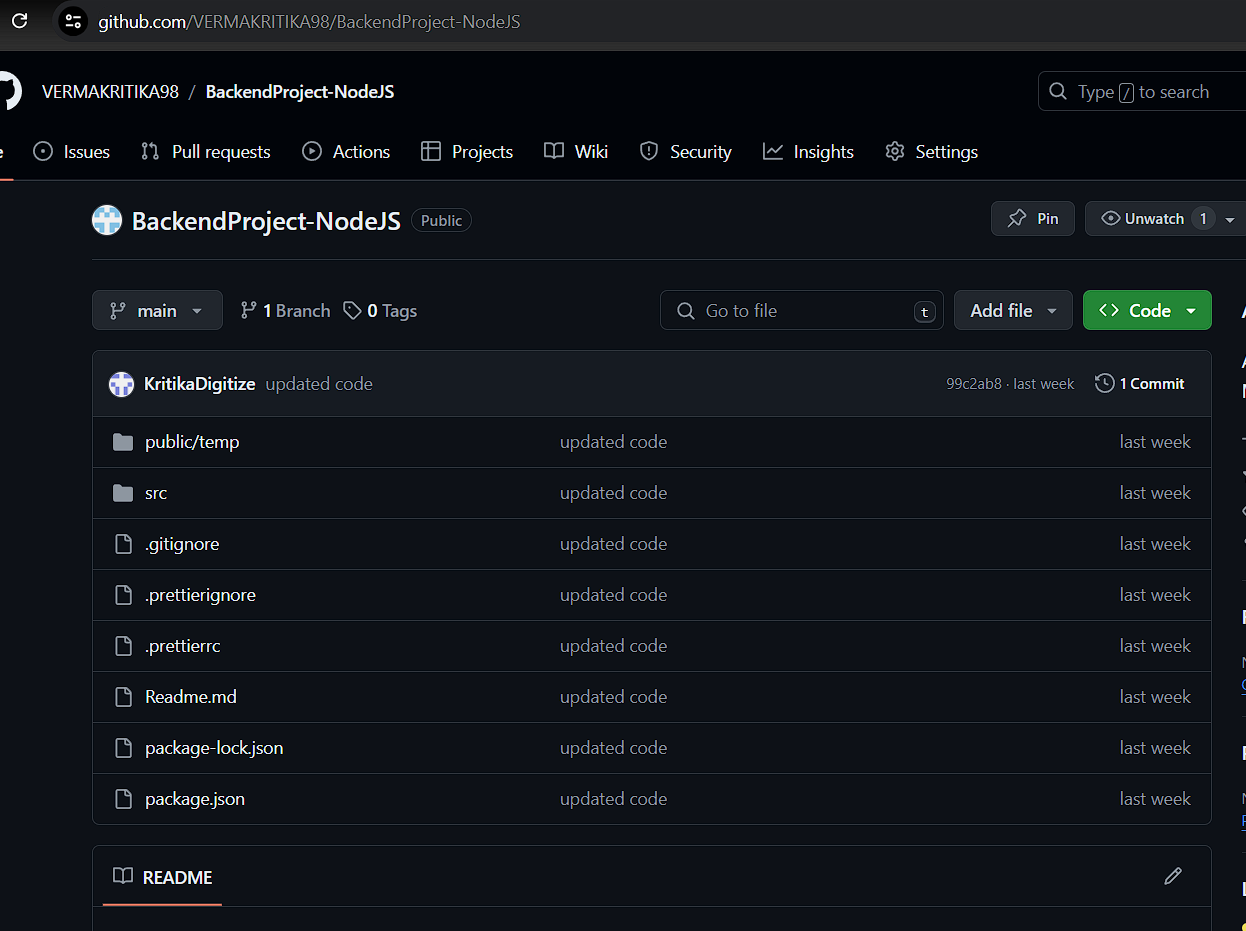 github.com/VERMAKRITIKA98/BackendProject-NodeJS
VERMAKRITIKA98 / BackendProject-NodeJS
Type / to search
Issues Pull requests Actions Projects Wiki Security Insights Settings
BackendProject-NodeJS Public
Pin Unwatch 1
main 1 Branch 0 Tags
Go to file t Add file Code
KritikaDigitize updated code 99c2ab8 · last week 1 Commit
public/temp updated code last week
src updated code last week
.gitignore updated code last week
.prettierignore updated code last week
.prettierrc updated code last week
Readme.md updated code last week
package-lock.json updated code last week
package.json updated code last week
README